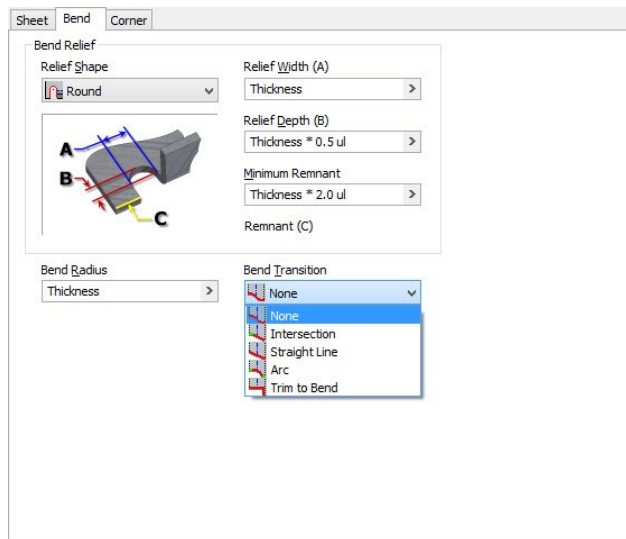 Sheet Bend Corner
Bend Relief
Relief Shape
Round
Relief Width (A)
Thickness
Relief Depth (B)
Thickness * 0.5 ul
Minimum Remnant
Thickness * 2.0 ul
Remnant (C)
A
B
C
Bend Radius
Thickness
Bend Transition
None
None
Intersection
Straight Line
Arc
Trim to Bend